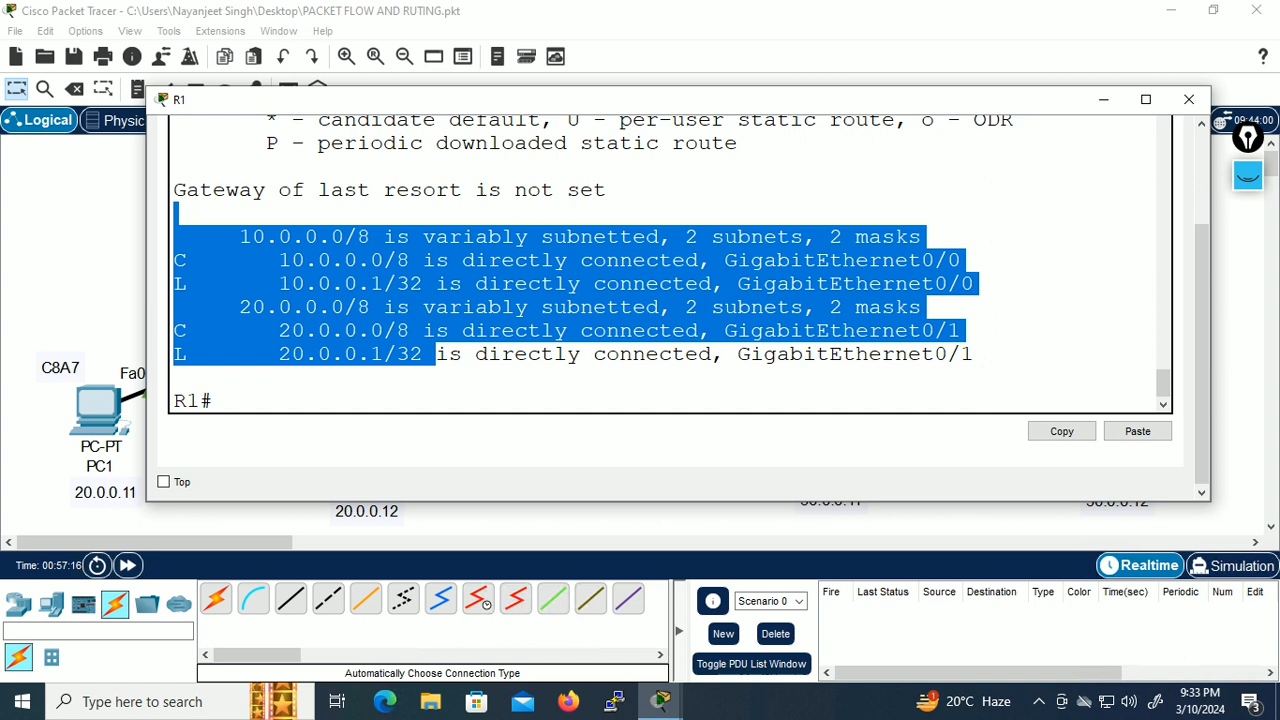 Cisco Packet Tracer - C:\Users\Nayanjeet Singh\Desktop\PACKET FLOW AND RUTING.pkt
File Edit Options View Tools Extensions Window Help
?
Logical Physic 09:44:00
R1
* - candidate default, U - per-user static route, o - ODR
P - periodic downloaded static route
Gateway of last resort is not set
10.0.0.0/8 is variably subnetted, 2 subnets, 2 masks
C 10.0.0.0/8 is directly connected, GigabitEthernet0/0
L 10.0.0.1/32 is directly connected, GigabitEthernet0/0
20.0.0.0/8 is variably subnetted, 2 subnets, 2 masks
C 20.0.0.0/8 is directly connected, GigabitEthernet0/1
L 20.0.0.1/32 is directly connected, GigabitEthernet0/1
R1#
Copy Paste
Top
C8A7
Fa0
PC-PT
PC1
20.0.0.11
20.0.0.12
Time: 00:57:16 Realtime Simulation
Scenario 0
New Delete
Toggle PDU List Window
Fire Last Status Source Destination Type Color Time(sec) Periodic Num Edit
Automatically Choose Connection Type
Type here to search
20°C Haze
9:33 PM
3/10/2024
1
3